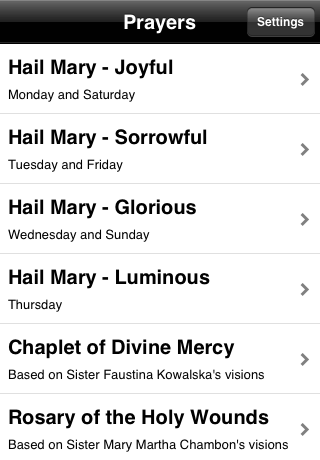 Prayers
Settings
Hail Mary - Joyful
Monday and Saturday
Hail Mary - Sorrowful
Tuesday and Friday
Hail Mary - Glorious
Wednesday and Sunday
Hail Mary - Luminous
Thursday
Chaplet of Divine Mercy
Based on Sister Faustina Kowalska's visions
Rosary of the Holy Wounds
Based on Sister Mary Martha Chambon's visions